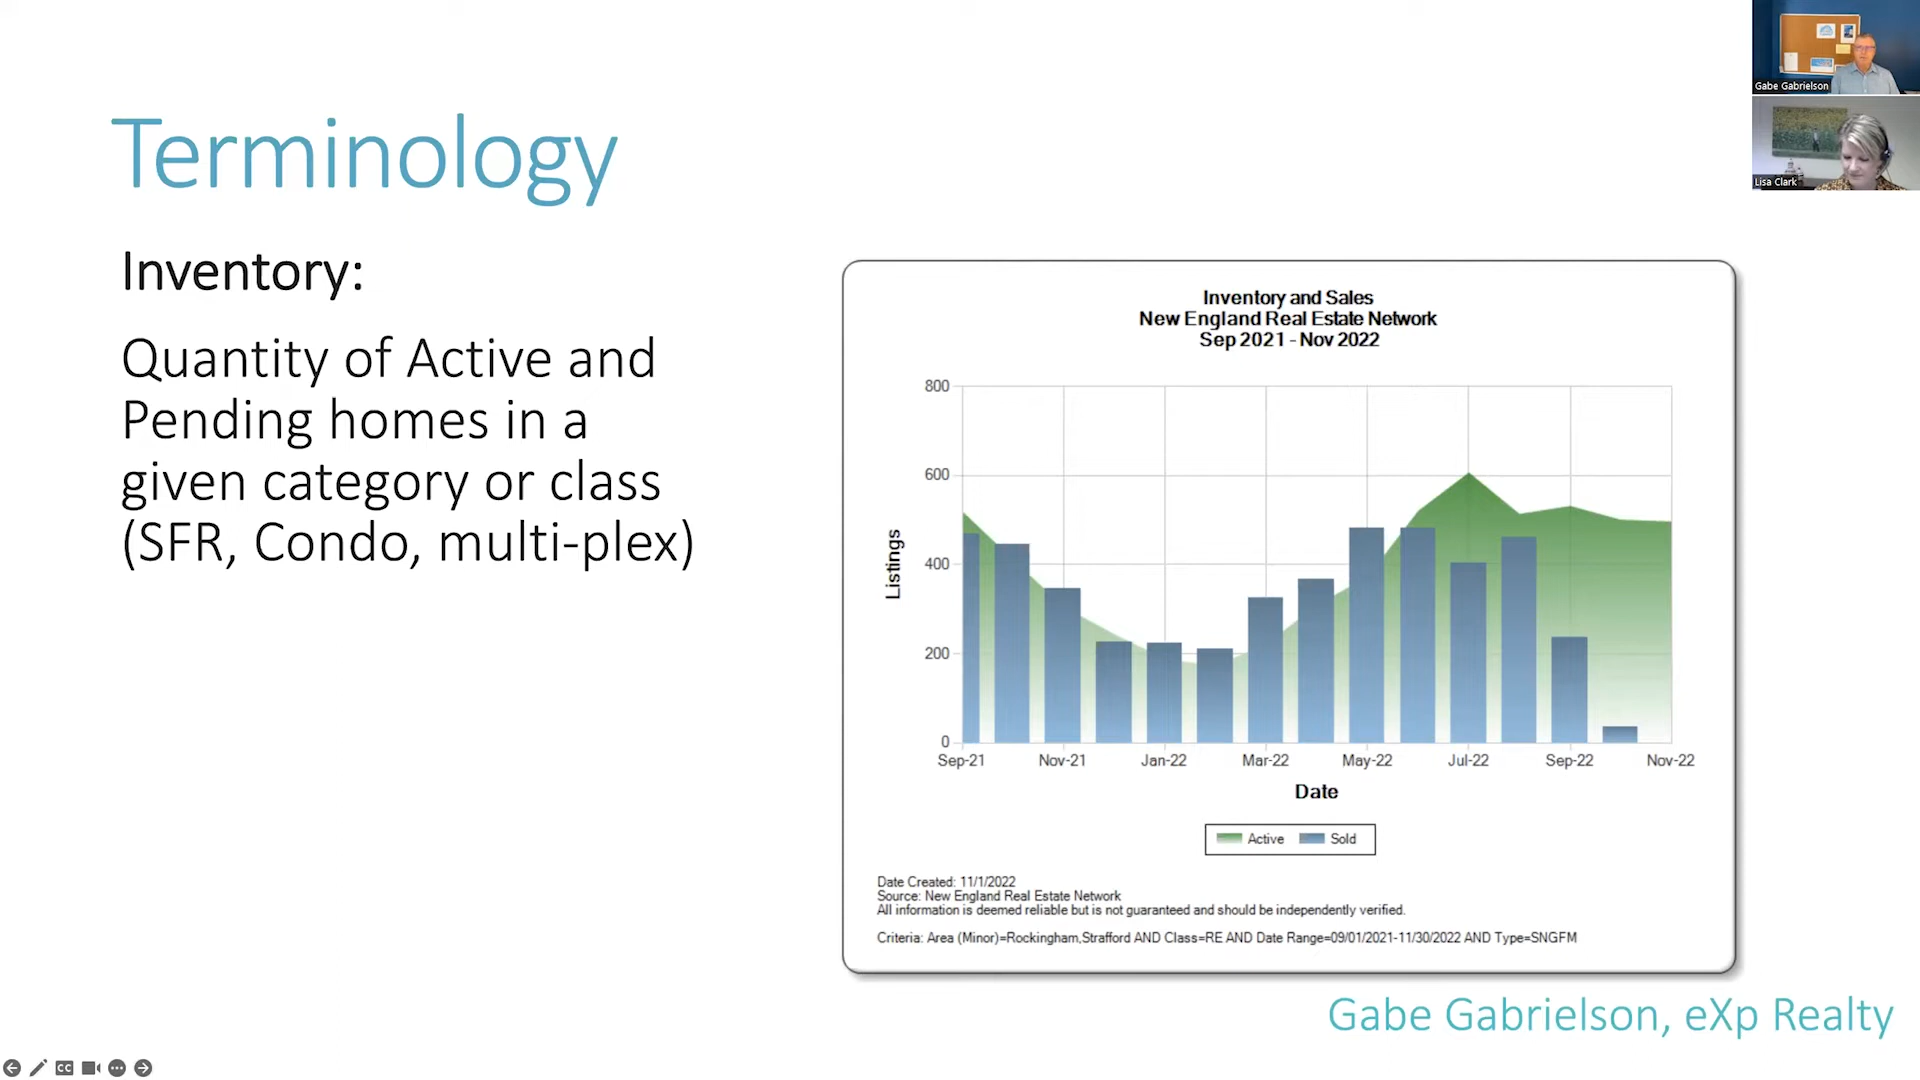 Terminology
Inventory:
Quantity of Active and
Pending homes in a
given category or class
(SFR, Condo, multi-plex)
Gabe Gabrielson
Lisa Clark
Inventory and Sales
New England Real Estate Network
Sep 2021 - Nov 2022
800
600
400
200
0
Listings
Sep-21 Nov-21 Jan-22 Mar-22 May-22 Jul-22 Sep-22 Nov-22
Date
Active Sold
Date Created: 11/1/2022
Source: New England Real Estate Network
All information is deemed reliable but is not guaranteed and should be independently verified.
Criteria: Area (Minor)=Rockingham,Strafford AND Class=RE AND Date Range=09/01/2021-11/30/2022 AND Type=SNGFM
Gabe Gabrielson, eXp Realty
CC